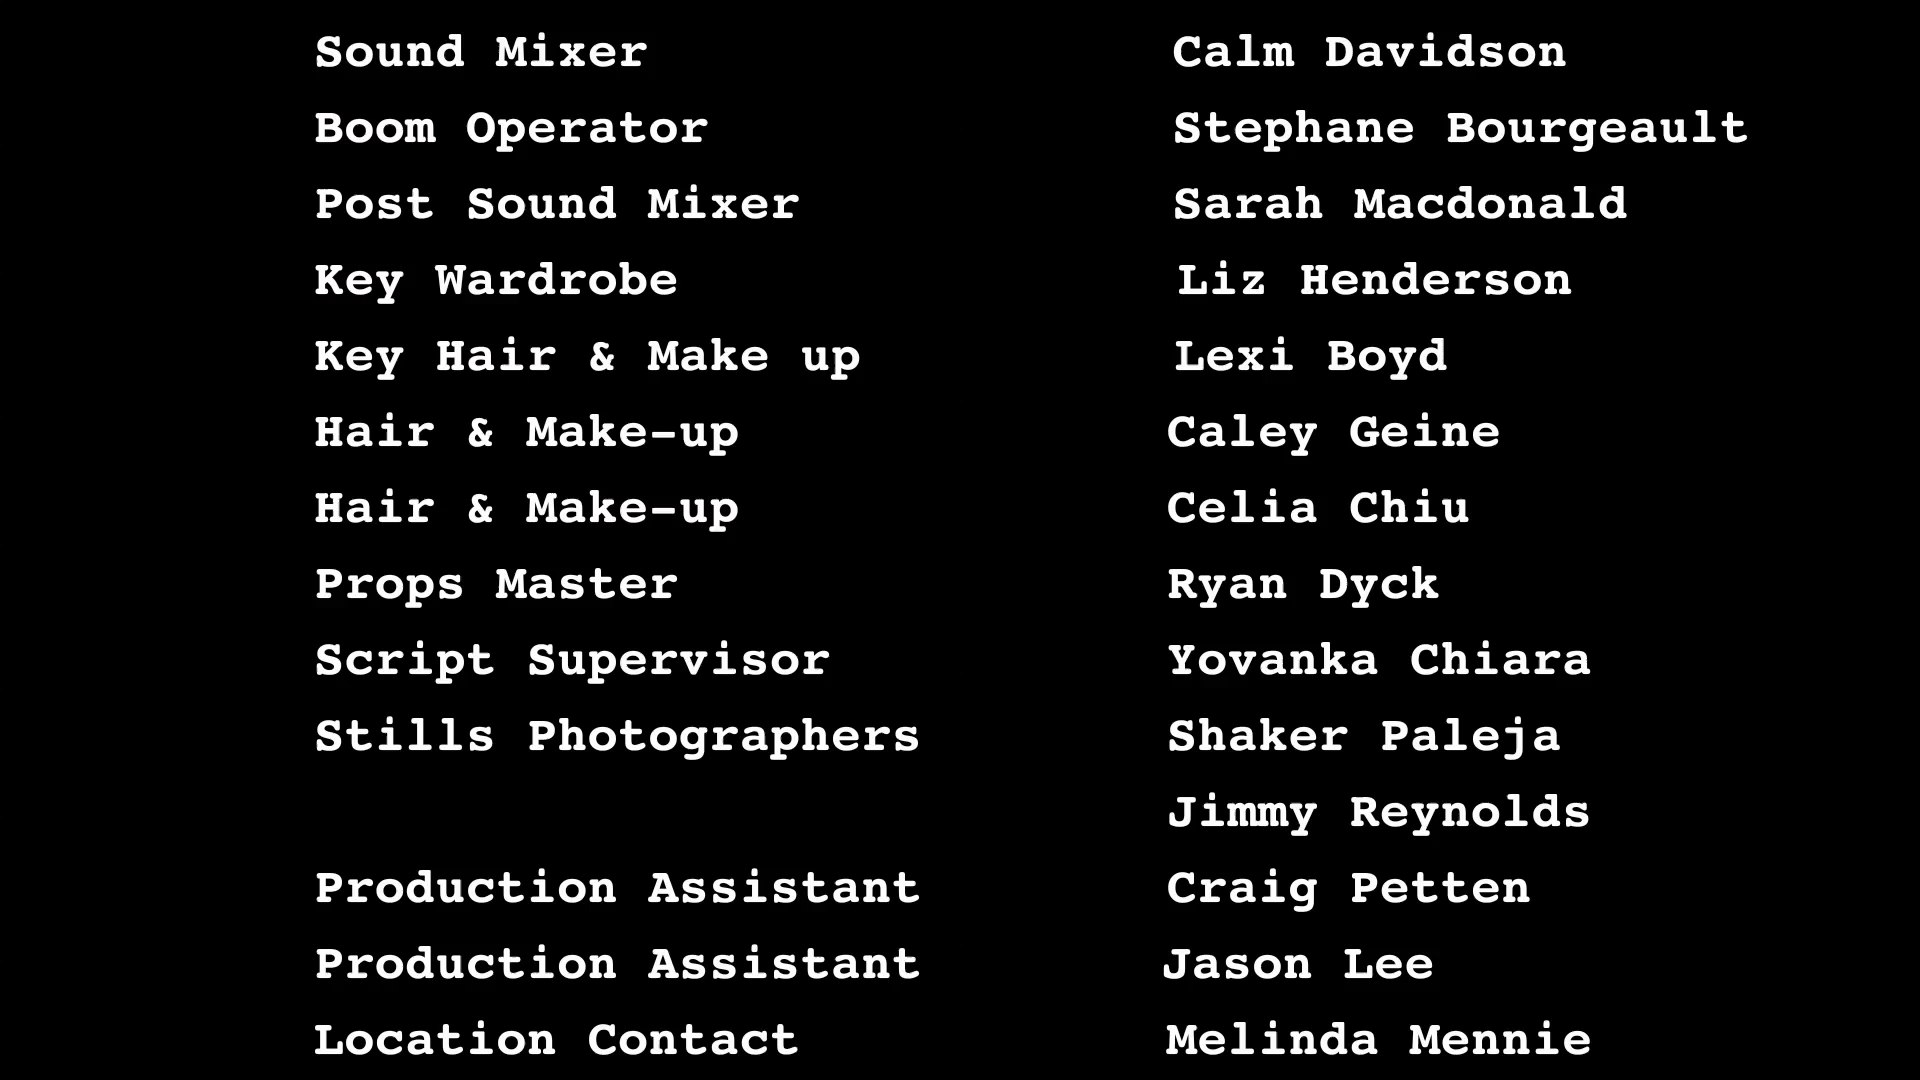 Sound Mixer Calm Davidson
Boom Operator Stephane Bourgeault
Post Sound Mixer Sarah Macdonald
Key Wardrobe Liz Henderson
Key Hair & Make up Lexi Boyd
Hair & Make-up Caley Geine
Hair & Make-up Celia Chiu
Props Master Ryan Dyck
Script Supervisor Yovanka Chiara
Stills Photographers Shaker Paleja
Jimmy Reynolds
Production Assistant Craig Petten
Production Assistant Jason Lee
Location Contact Melinda Mennie